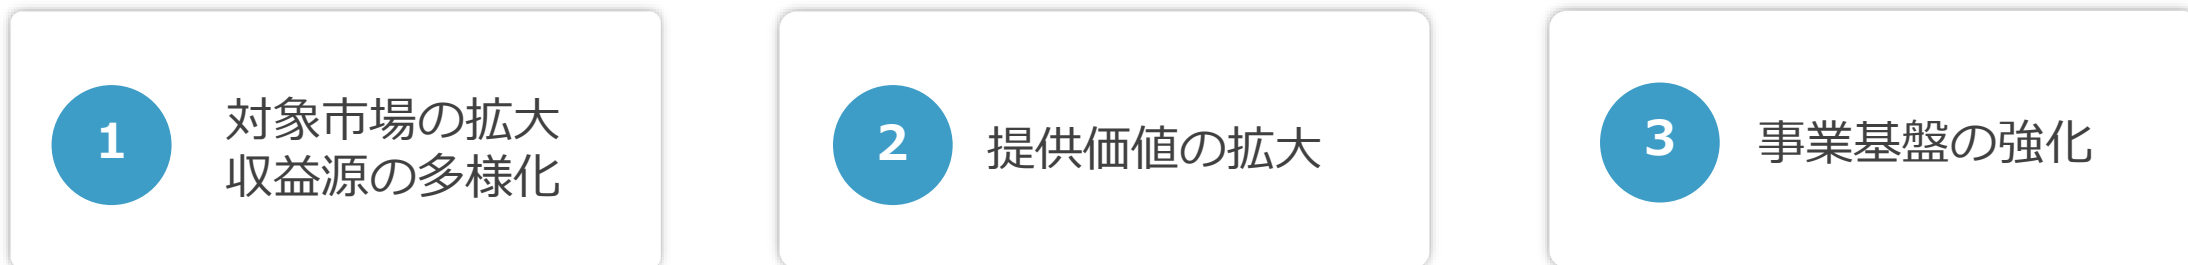 1
対象市場の拡大
収益源の多様化
2
提供価値の拡大
3
事業基盤の強化